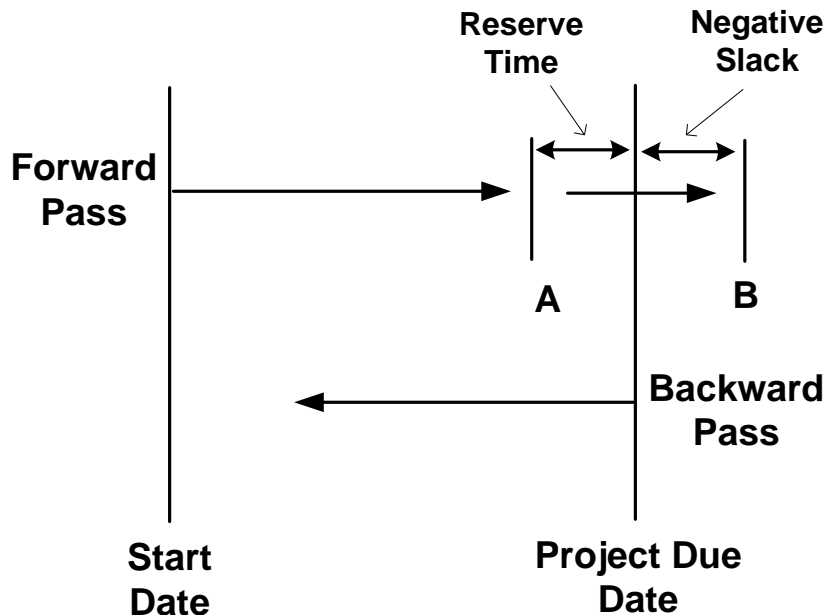 Reserve
Time
Negative
Slack
Forward
Pass
A
B
Backward
Pass
Start
Date
Project Due
Date